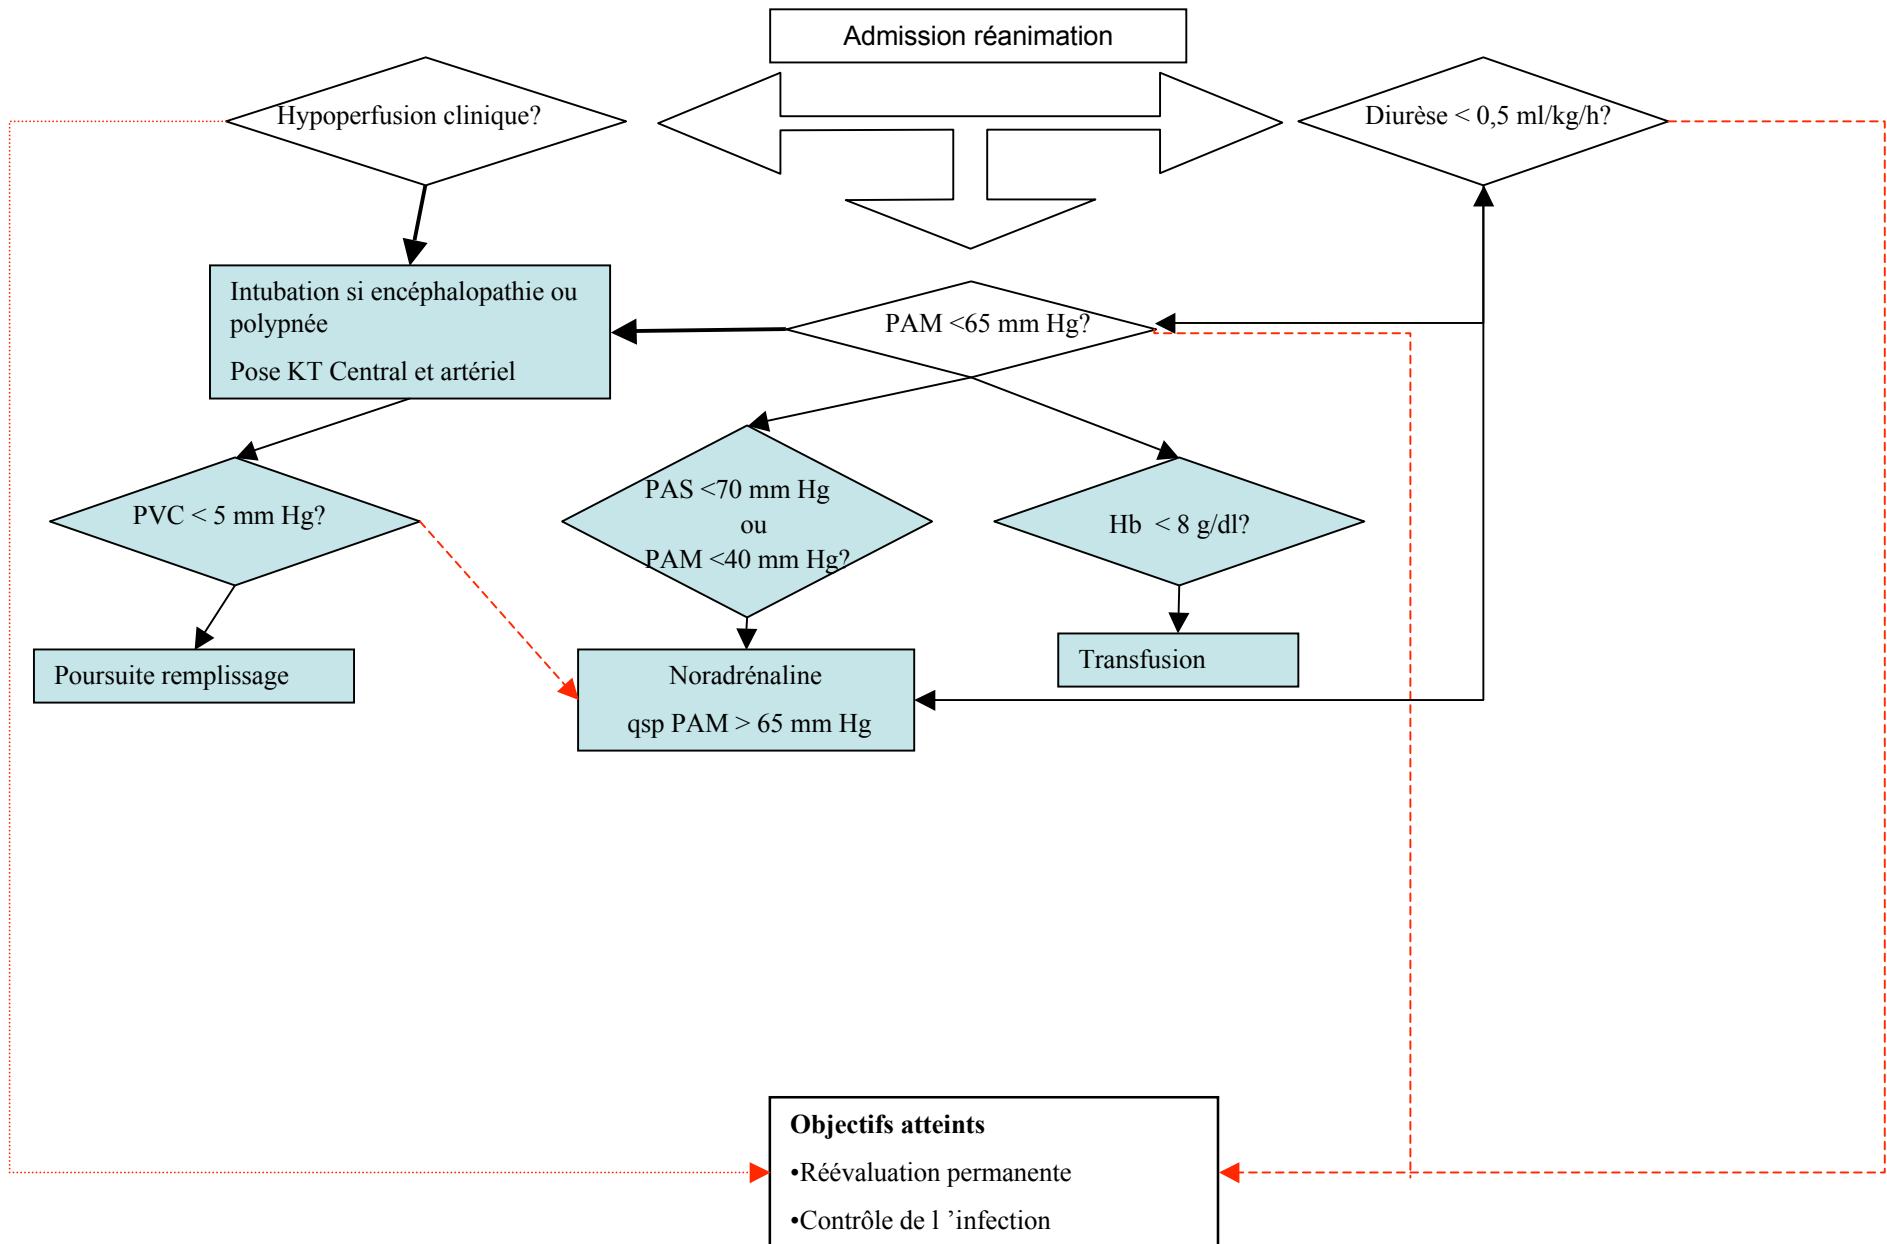 Admission réanimation
Hypoperfusion clinique?
Diurèse < 0,5 ml/kg/h?
Intubation si encéphalopathie ou
polypnée
Pose KT Central et artériel
PAM <65 mm Hg?
PVC < 5 mm Hg?
PAS <70 mm Hg
ou
PAM <40 mm Hg?
Hb < 8 g/dl?
Poursuite remplissage
Noradrénaline
qsp PAM > 65 mm Hg
Transfusion
Objectifs atteints
•Réévaluation permanente
•Contrôle de l ’infection